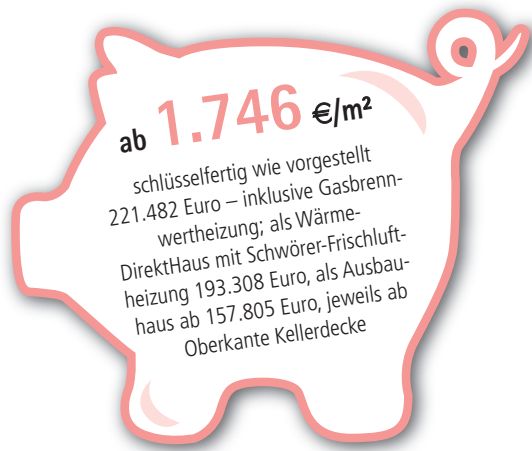 ab 1.746 €/m²
schlüsselfertig wie vorgestellt
221.482 Euro – inklusive Gasbrenn-
wertheizung; als Wärme-
DirektHaus mit Schwörer-Frischluft-
heizung 193.308 Euro, als Ausbau-
haus ab 157.805 Euro, jeweils ab
Oberkante Kellerdecke